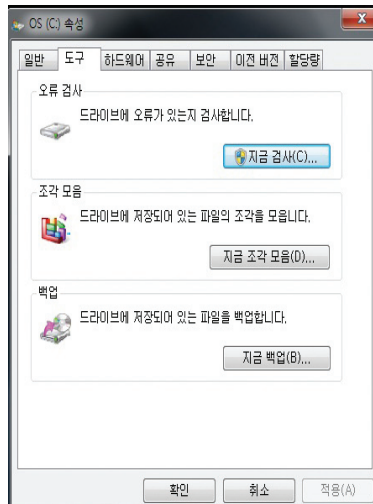 OS (C:) 속성
일반 도구 하드웨어 공유 보안 이전 버전 할당량
오류 검사
드라이브에 오류가 있는지 검사합니다.
지금 검사(C)...
조각 모음
드라이브에 저장되어 있는 파일의 조각을 모읍니다.
지금 조각 모음(D)...
백업
드라이브에 저장되어 있는 파일을 백업합니다.
지금 백업(B)...
확인 취소 적용(A)